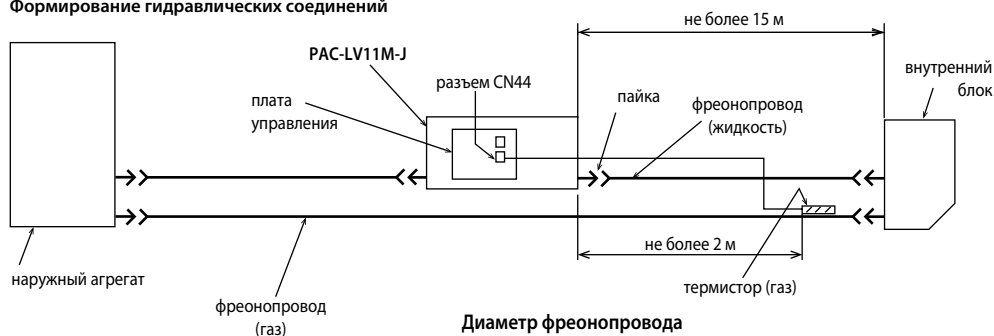 Формирование гидравлических соединений
не более 15 м
PAC-LV11M-J
разъем CN44
внутренний
блок
плата
управления
пайка
фреонопровод
(жидкость)
не более 2 м
наружный агрегат
термистор (газ)
фреонопровод
(газ)
Диаметр фреонопровода